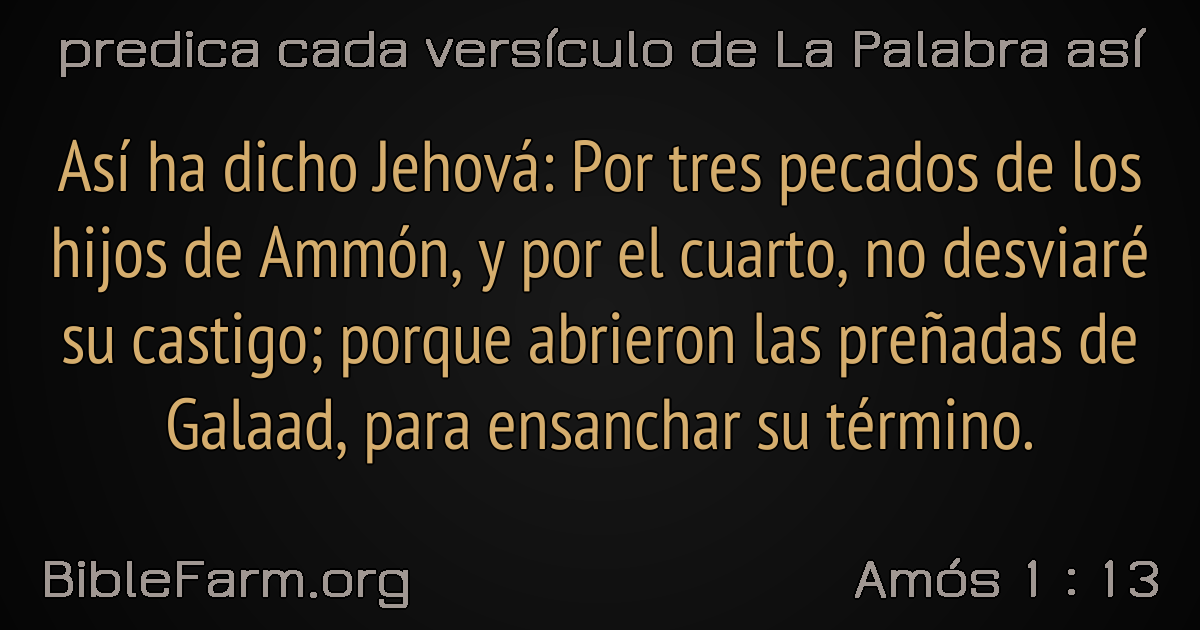 predica cada versículo de La Palabra así
Así ha dicho Jehová: Por tres pecados de los
hijos de Ammón, y por el cuarto, no desviaré
su castigo; porque abrieron las preñadas de
Galaad, para ensanchar su término.
BibleFarm.org
Amós 1 : 13